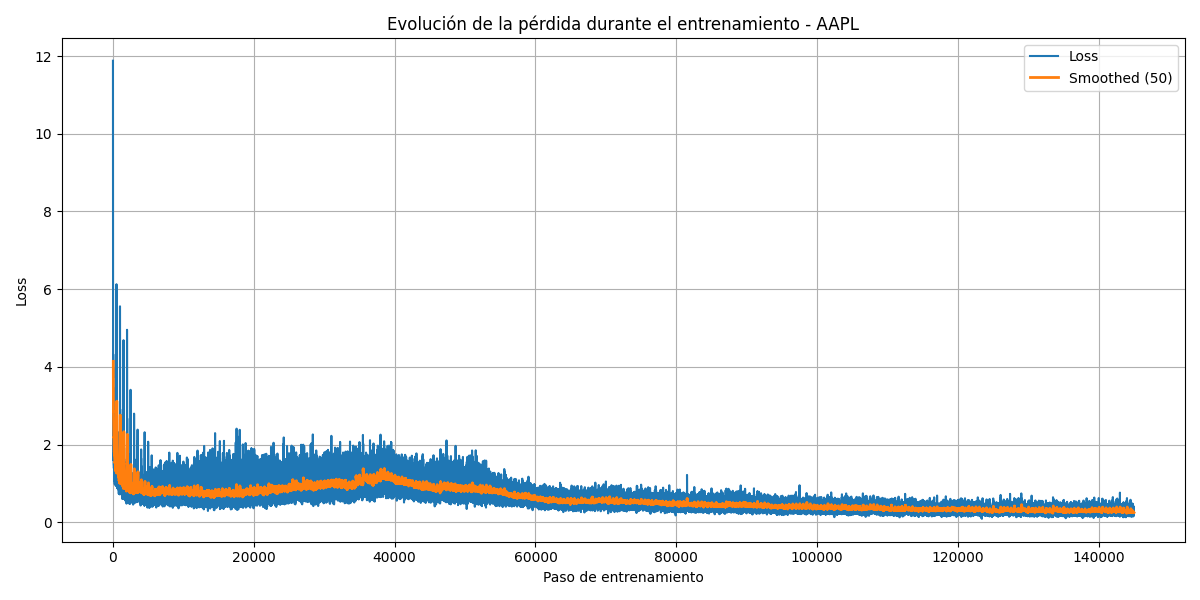 Evolución de la pérdida durante el entrenamiento - AAPL
Loss
Smoothed (50)
Loss
12
10
8
6
4
2
0
0 20000 40000 60000 80000 100000 120000 140000
Paso de entrenamiento